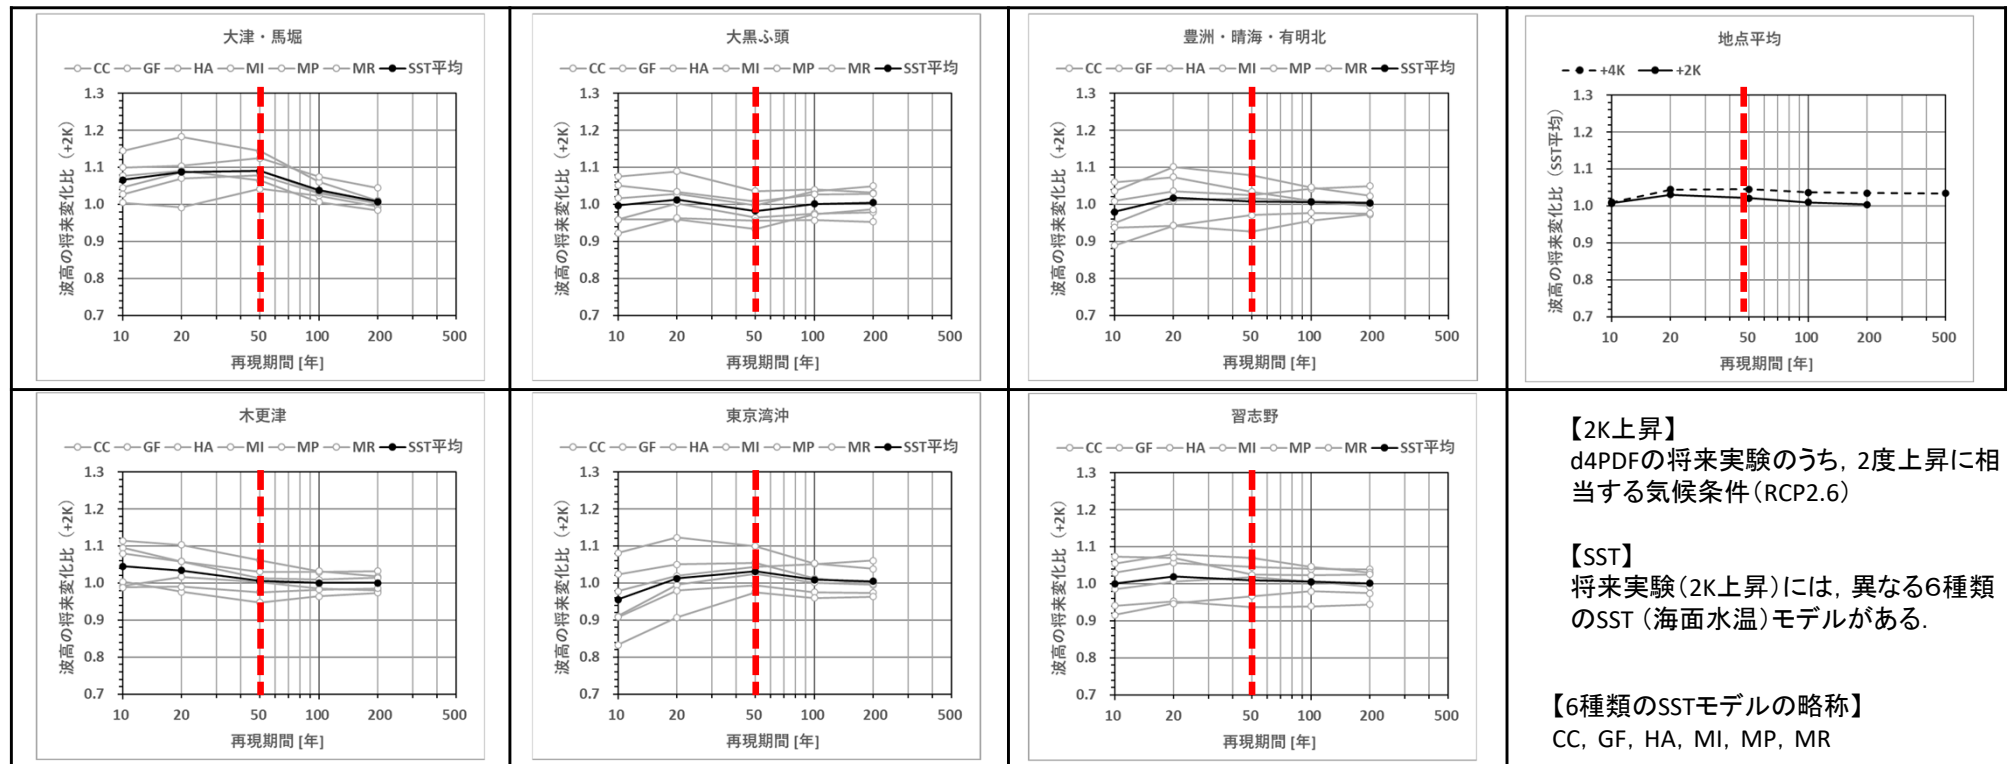 大津・馬堀
CC GF HA MI MP MR SST平均
波高の将来変化比（+2K）
1.3
1.2
1.1
1.0
0.9
0.8
0.7
10 20 50 100 200 500
再現期間 [年]
大黒ふ頭
CC GF HA MI MP MR SST平均
波高の将来変化比（+2K）
1.3
1.2
1.1
1.0
0.9
0.8
0.7
10 20 50 100 200 500
再現期間 [年]
豊洲・晴海・有明北
CC GF HA MI MP MR SST平均
波高の将来変化比（+2K）
1.3
1.2
1.1
1.0
0.9
0.8
0.7
10 20 50 100 200 500
再現期間 [年]
地点平均
+4K +2K
波高の将来変化比（SST平均）
1.3
1.2
1.1
1.0
0.9
0.8
0.7
10 20 50 100 200 500
再現期間 [年]
木更津
CC GF HA MI MP MR SST平均
波高の将来変化比（+2K）
1.3
1.2
1.1
1.0
0.9
0.8
0.7
10 20 50 100 200 500
再現期間 [年]
東京湾沖
CC GF HA MI MP MR SST平均
波高の将来変化比（+2K）
1.3
1.2
1.1
1.0
0.9
0.8
0.7
10 20 50 100 200 500
再現期間 [年]
習志野
CC GF HA MI MP MR SST平均
波高の将来変化比（+2K）
1.3
1.2
1.1
1.0
0.9
0.8
0.7
10 20 50 100 200 500
再現期間 [年]
【2K上昇】
d4PDFの将来実験のうち，2度上昇に相
当する気候条件（RCP2.6）
【SST】
将来実験（2K上昇）には，異なる６種類
のSST（海面水温）モデルがある．
【6種類のSSTモデルの略称】
CC，GF，HA，MI，MP，MR